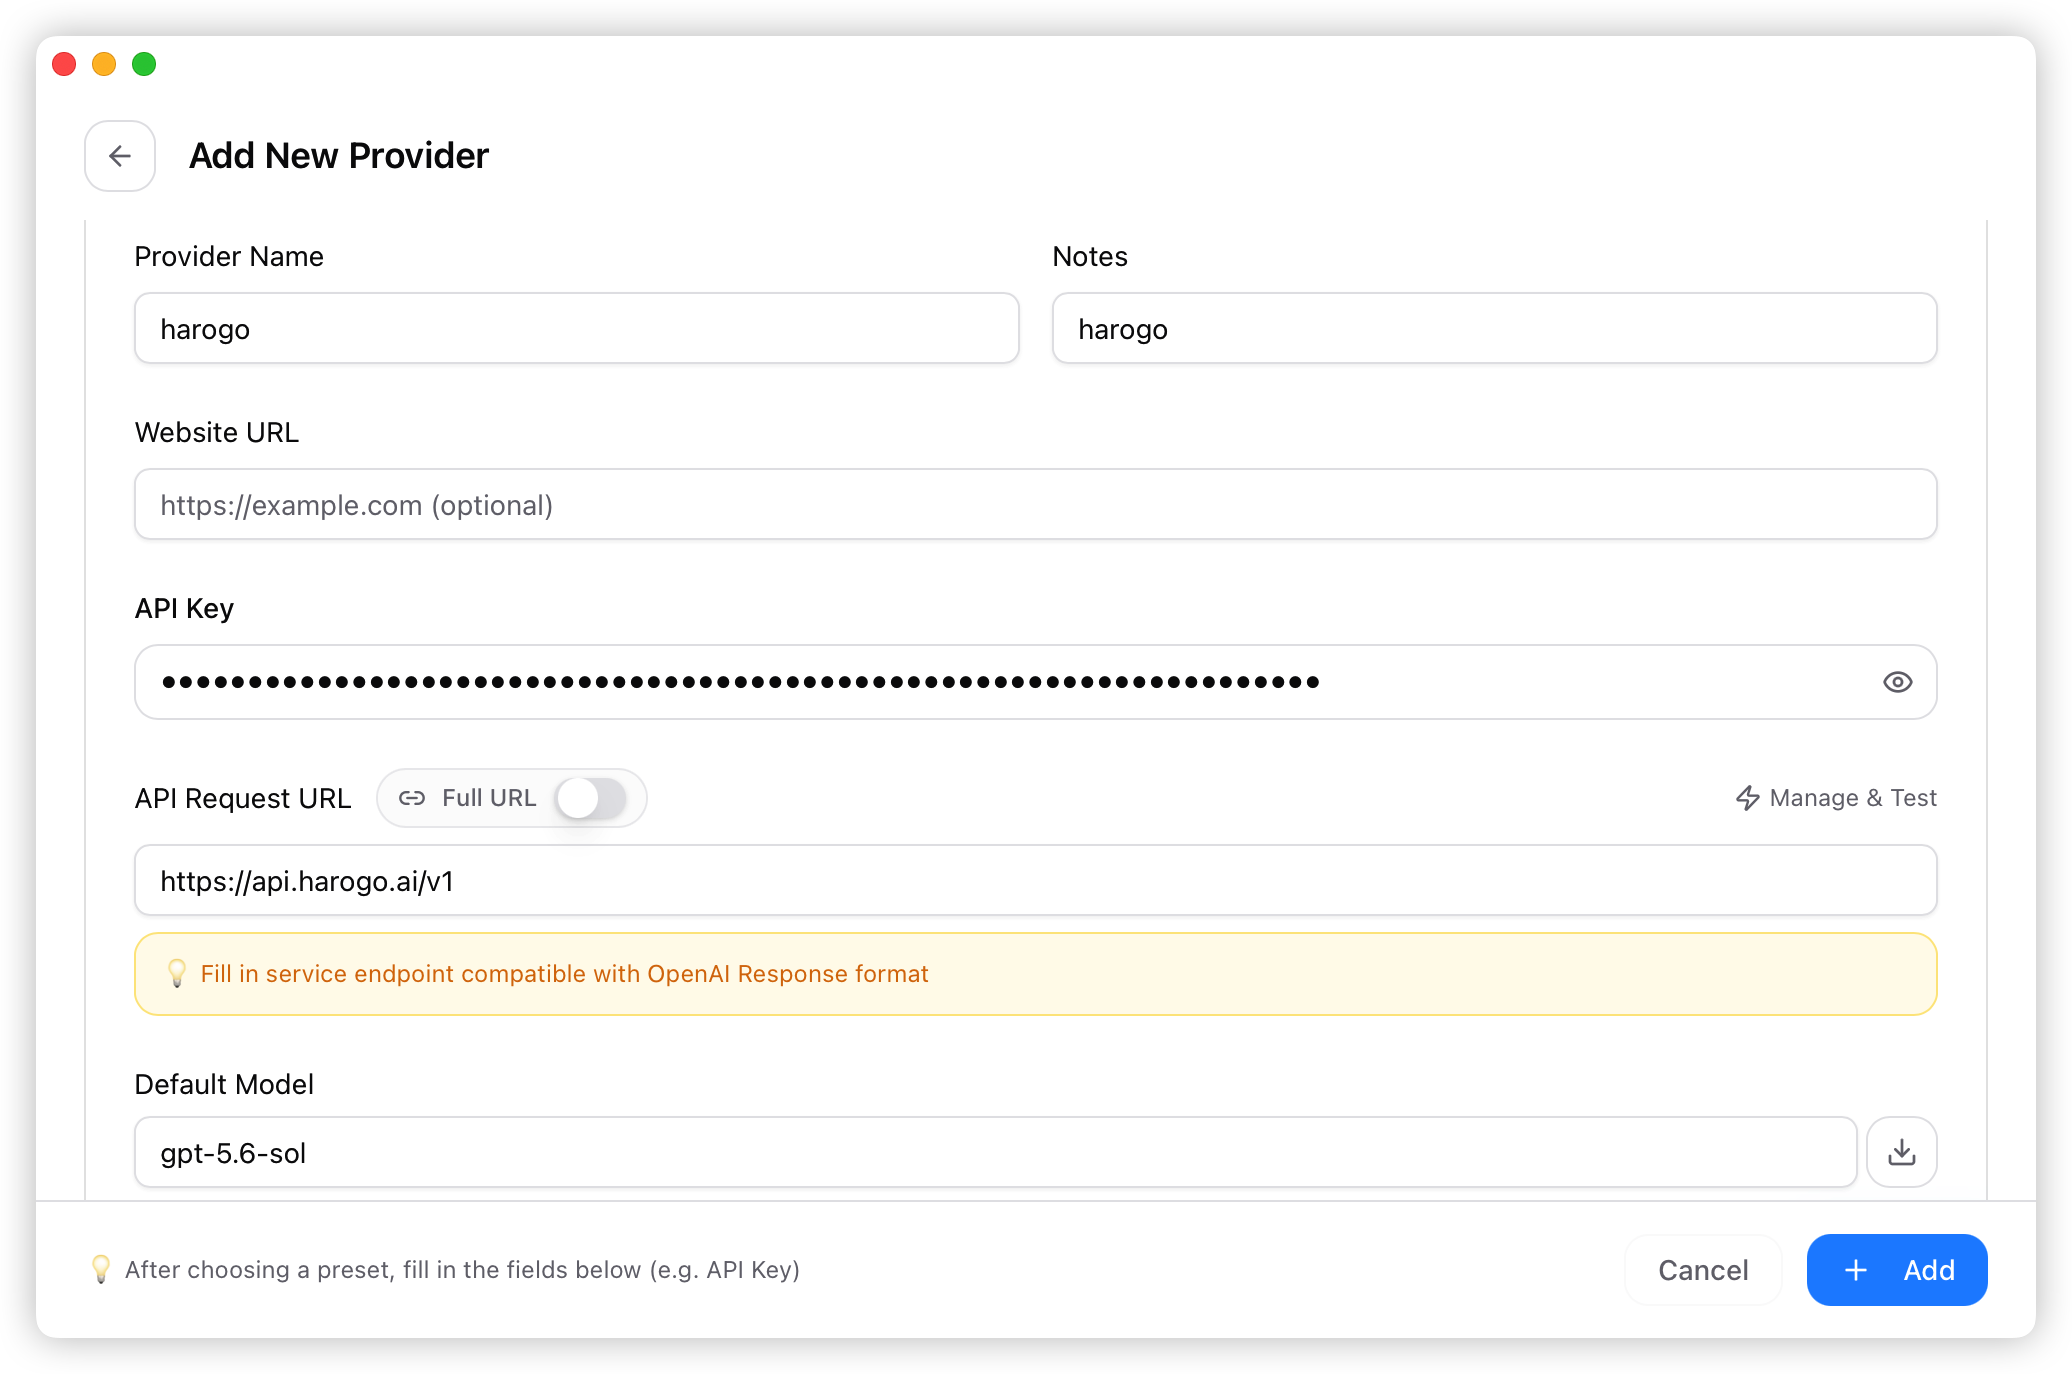 Add New Provider
Provider Name
Notes
harogo
harogo
Website URL
https://example.com (optional)
API Key
••••••••••••••••••••••••••••••••••••••••••••••••••••••••••••••••••
API Request URL
Full URL
Manage & Test
https://api.harogo.ai/v1
💡 Fill in service endpoint compatible with OpenAI Response format
Default Model
gpt-5.6-sol
💡 After choosing a preset, fill in the fields below (e.g. API Key)
Cancel
+ Add